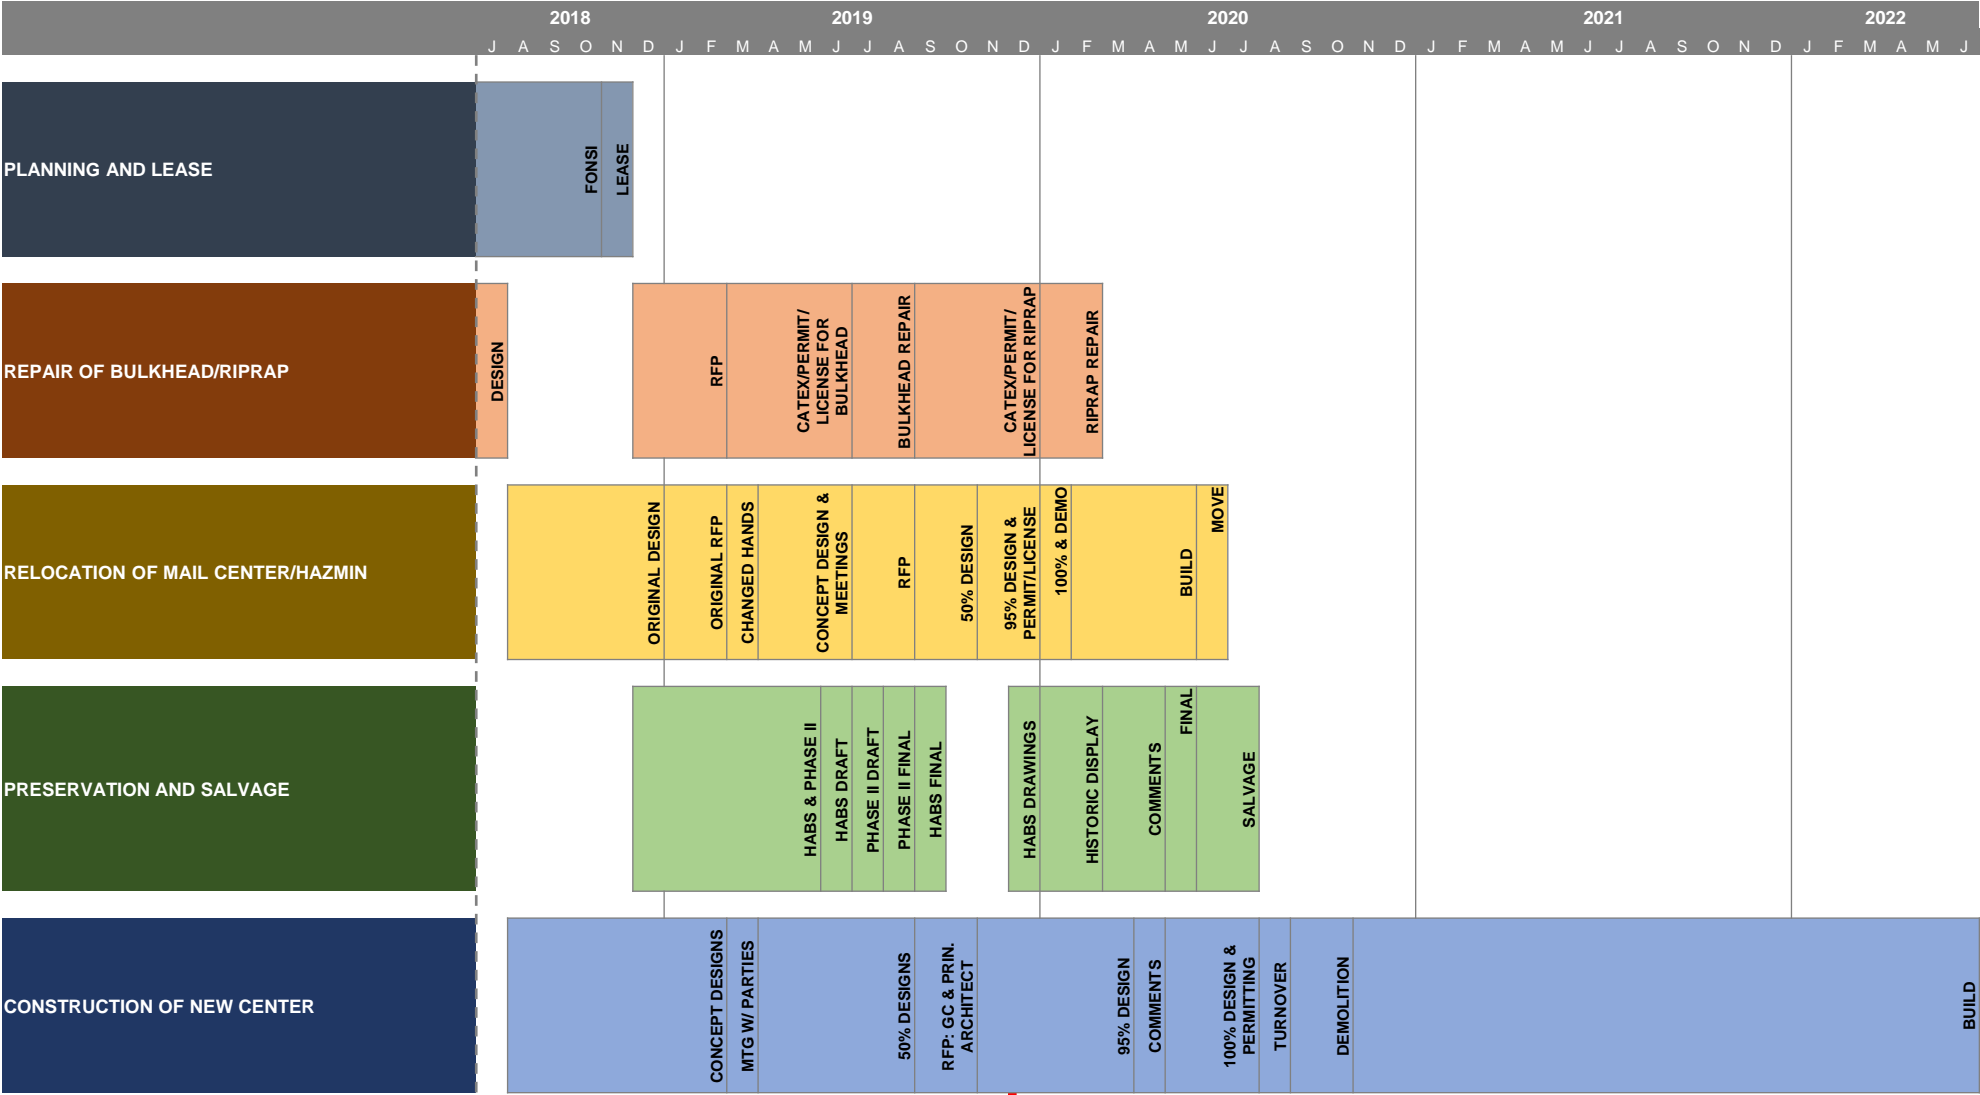 2018 2019 2020 2021 2022
J A S O N D J F M A M J J A S O N D J F M A M J J A S O N D J F M A M J J A S O N D J F M A M J
PLANNING AND LEASE
FONSI
LEASE
REPAIR OF BULKHEAD/RIPRAP
DESIGN
RFP
CATEX/PERMIT/
LICENSE FOR
BULKHEAD
BULKHEAD REPAIR
CATEX/PERMIT/
LICENSE FOR RIPRAP
RIPRAP REPAIR
RELOCATION OF MAIL CENTER/HAZMIN
ORIGINAL DESIGN
ORIGINAL RFP
CHANGED HANDS
CONCEPT DESIGN &
MEETINGS
RFP
50% DESIGN
95% DESIGN &
PERMIT/LICENSE
100% & DEMO
BUILD
MOVE
PRESERVATION AND SALVAGE
HABS & PHASE II
HABS DRAFT
PHASE II DRAFT
PHASE II FINAL
HABS FINAL
HABS DRAWINGS
HISTORIC DISPLAY
COMMENTS
FINAL
SALVAGE
CONSTRUCTION OF NEW CENTER
CONCEPT DESIGNS
MTG W/ PARTIES
50% DESIGNS
RFP: GC & PRIN.
ARCHITECT
95% DESIGN
COMMENTS
100% DESIGN &
PERMITTING
TURNOVER
DEMOLITION
BUILD